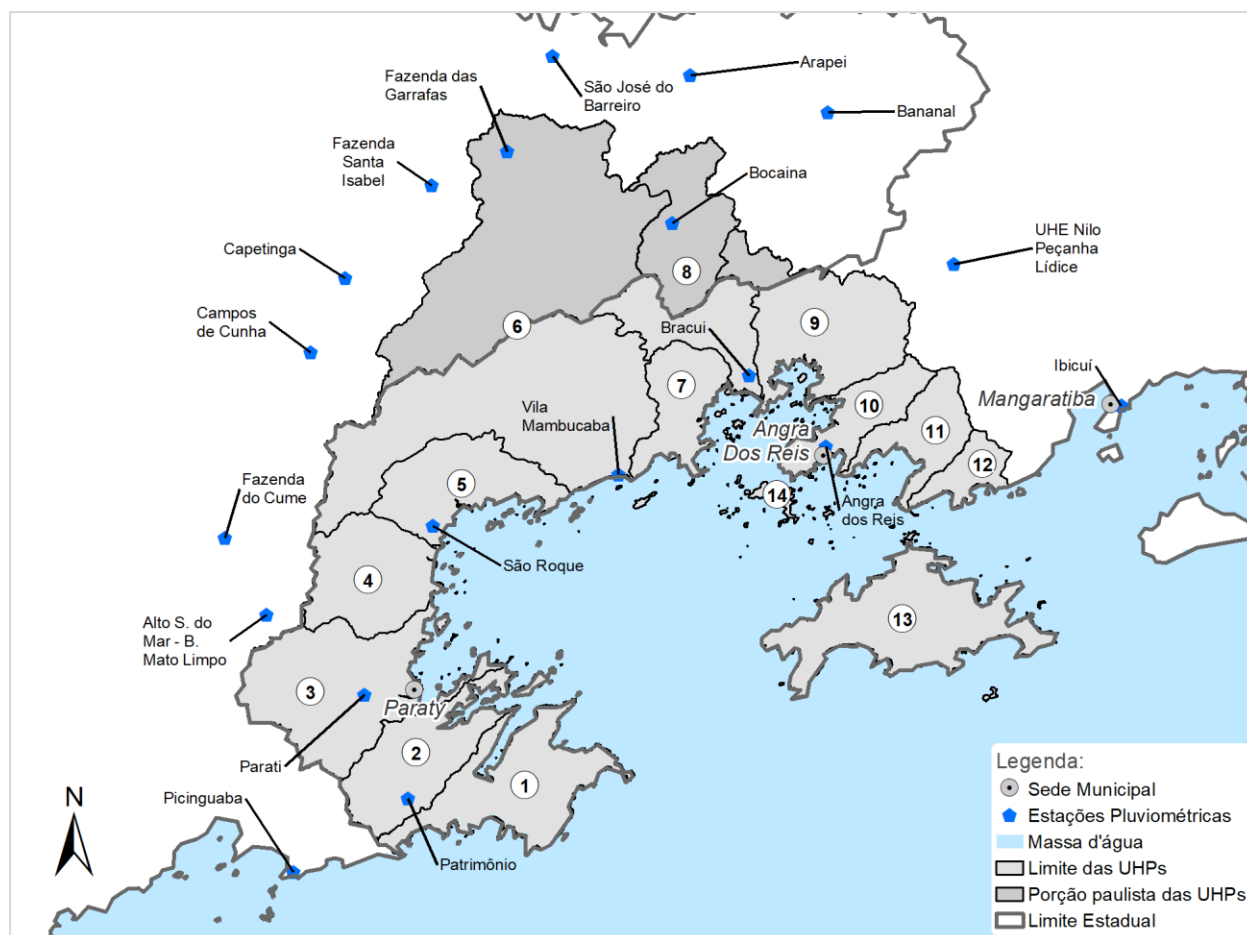 Arapei
São José do
Barreiro
Fazenda das
Garrafas
Bananal
Fazenda
Santa
Isabel
Bocaina
UHE Nilo
Peçanha
Lídice
Capetinga
8
Campos
de Cunha
6
9
Bracui
Ibicuí
7
Mangaratiba
Vila
Mambucaba
10
Angra
Dos Reis
11
12
5
14
Fazenda
do Cume
Angra
dos Reis
São Roque
4
13
Alto S. do
Mar - B.
Mato Limpo
3
Paraty
2
Parati
1
Picinguaba
Patrimônio
N
Legenda:
Sede Municipal
Estações Pluviométricas
Massa d'água
Limite das UHPs
Porção paulista das UHPs
Limite Estadual